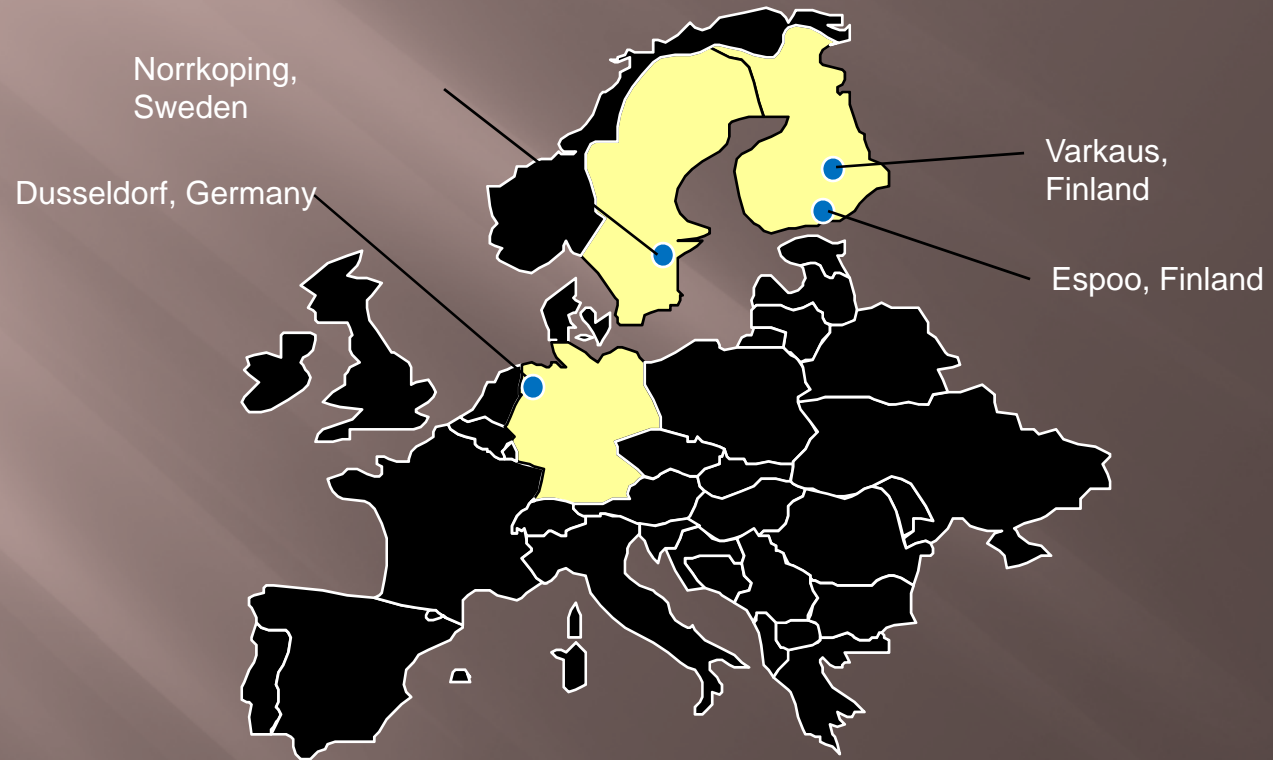 Norrkoping,
Sweden
Dusseldorf, Germany
Varkaus,
Finland
Espoo, Finland